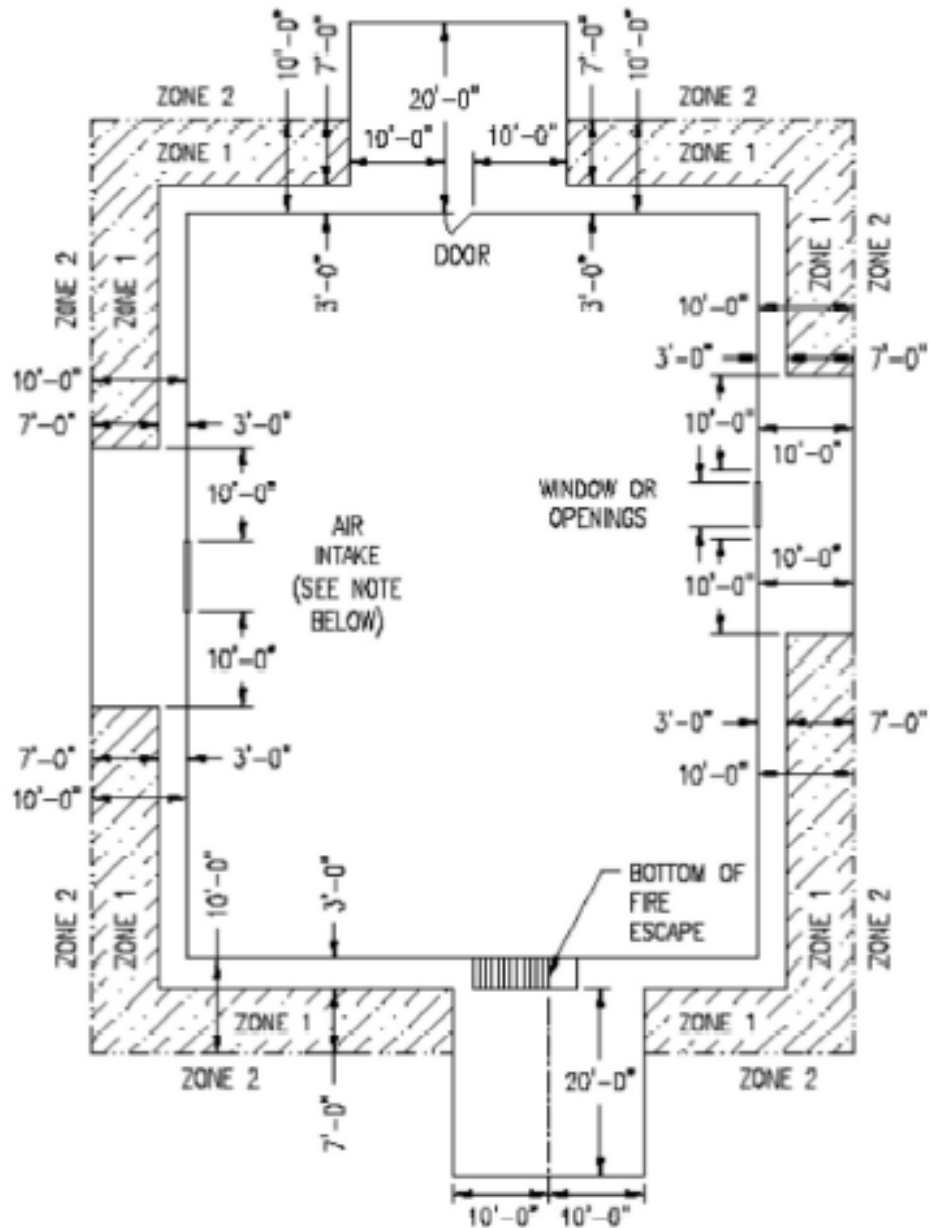 10'-0"
7'-0"
7'-0"
10'-0"
ZONE 2
20'-0"
ZONE 2
ZONE 1
10'-0"
10'-0"
ZONE 1
DOOR
ZONE 2
ZONE 1
3'-0"
3'-0"
ZONE 1
ZONE 2
10'-0"
3'=0"
7'=0"
10'-0"
7'-0"
3'-0"
10'-0"
10'-0"
10'-0"
WINDOW OR
OPENINGS
AIR
INTAKE
(SEE NOTE
BELOW)
10'-0"
10'-0"
10'-0"
3'-0"
7'-0"
7'-0"
3'-0"
10'-0"
10'-0"
ZONE 2
ZONE 1
10'-0"
3'-0"
BOTTOM OF
FIRE
ESCAPE
ZONE 1
ZONE 2
ZONE 1
ZONE 1
ZONE 2
7'-0"
20'-0"
ZONE 2
10'-0"
10'-0"